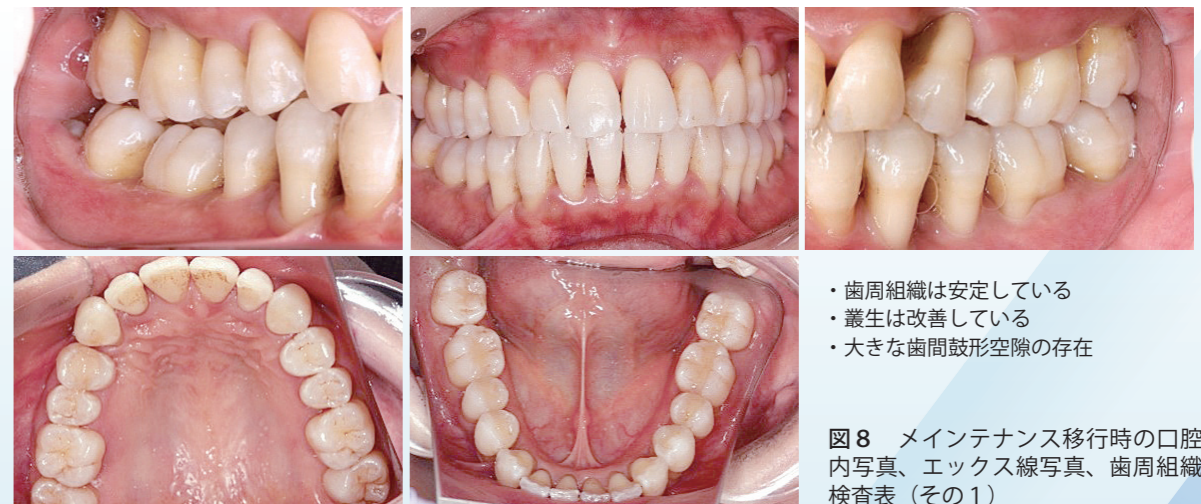 ・歯周組織は安定している
・叢生は改善している
・大きな歯間鼓形空隙の存在
図8　メインテナンス移行時の口腔
内写真、エックス線写真、歯周組織
検査表（その1）